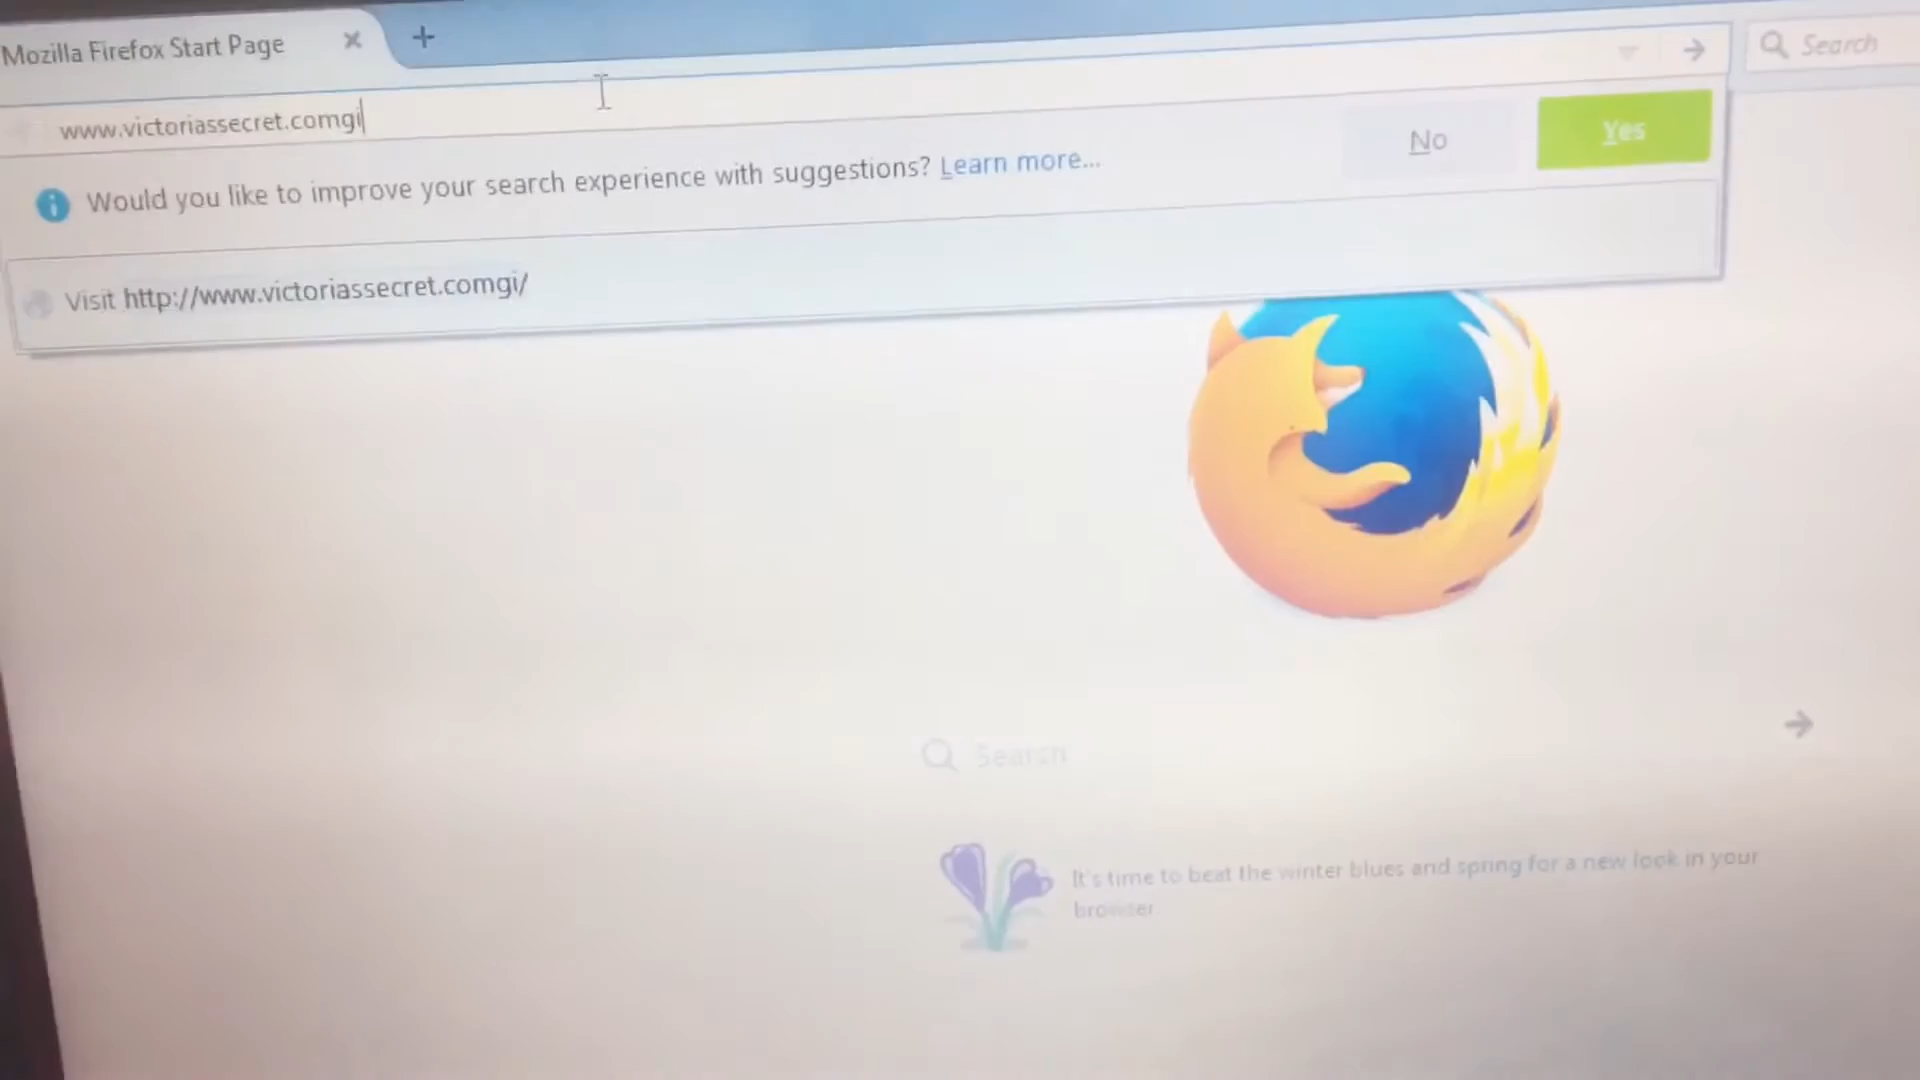 Mozilla Firefox Start Page
Search
www.victoriassecret.comgi
Would you like to improve your search experience with suggestions? Learn more...
No
Yes
Visit http://www.victoriassecret.comgi/
Search
It's time to beat the winter blues and spring for a new look in your
browser.